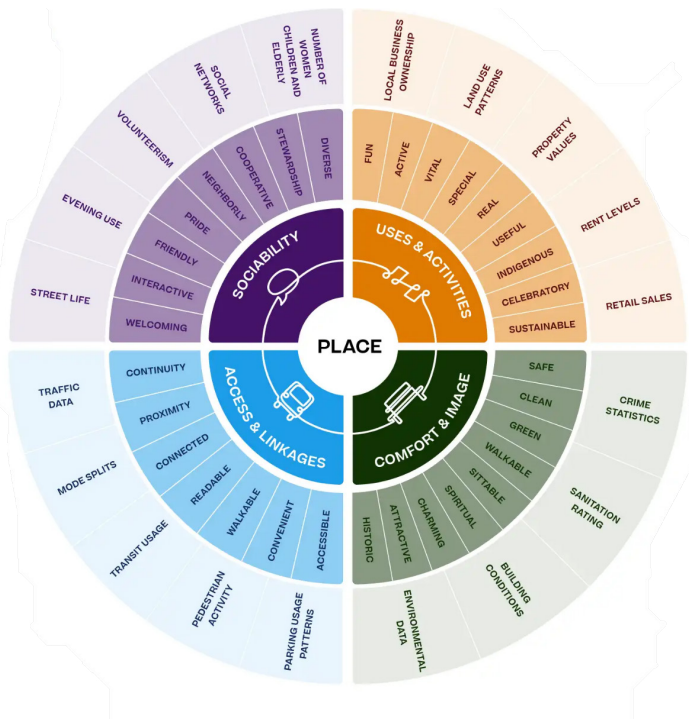 PLACE
SOCIABILITY
DIVERSE
STEWARDSHIP
COOPERATIVE
NEIGHBORLY
PRIDE
FRIENDLY
INTERACTIVE
WELCOMING
NUMBER OF
WOMEN
CHILDREN AND
ELDERLY
SOCIAL
NETWORKS
VOLUNTEERISM
EVENING USE
STREET LIFE
USES & ACTIVITIES
FUN
ACTIVE
VITAL
SPECIAL
REAL
USEFUL
INDIGENOUS
CELEBRATORY
SUSTAINABLE
LOCAL BUSINESS
OWNERSHIP
LAND USE
PATTERNS
PROPERTY
VALUES
RENT LEVELS
RETAIL SALES
COMFORT & IMAGE
SAFE
CLEAN
GREEN
WALKABLE
SITTABLE
SPIRITUAL
CHARMING
ATTRACTIVE
HISTORIC
CRIME
STATISTICS
SANITATION
RATING
BUILDING
CONDITIONS
ENVIRONMENTAL
DATA
ACCESS & LINKAGES
CONTINUITY
PROXIMITY
CONNECTED
READABLE
WALKABLE
CONVENIENT
ACCESSIBLE
TRAFFIC
DATA
MODE SPLITS
TRANSIT USAGE
PEDESTRIAN
ACTIVITY
PARKING USAGE
PATTERNS